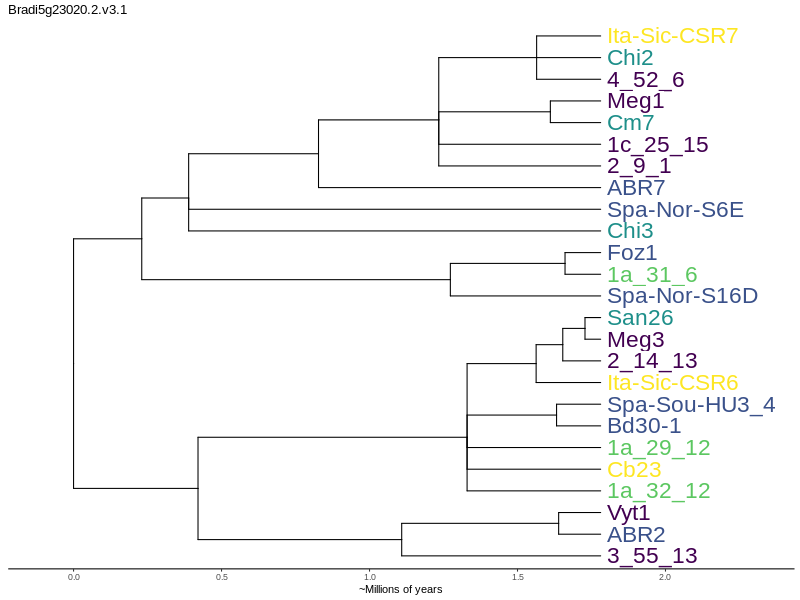 Bradi5g23020.2.v3.1
Ita-Sic-CSR7
Chi2
4_52_6
Meg1
Cm7
1c_25_15
2_9_1
ABR7
Spa-Nor-S6E
Chi3
Foz1
1a_31_6
Spa-Nor-S16D
San26
Meg3
2_14_13
Ita-Sic-CSR6
Spa-Sou-HU3_4
Bd30-1
1a_29_12
Cb23
1a_32_12
Vyt1
ABR2
3_55_13
0.0 0.5 1.0 1.5 2.0
~Millions of years